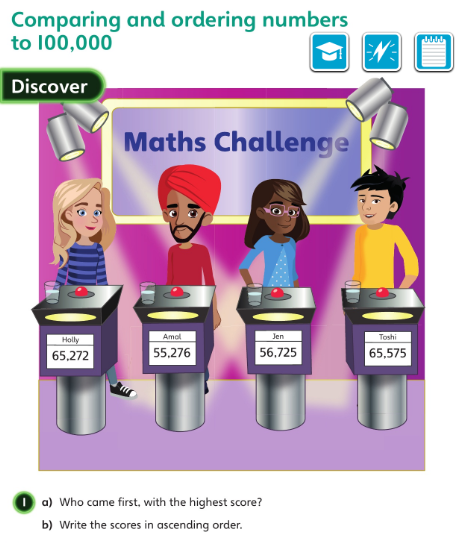 Comparing and ordering numbers
to 100,000
Discover
Maths Challenge
Holly
65,272
Amal
55,276
Jen
56,725
Toshi
65,575
1 a) Who came first, with the highest score?
b) Write the scores in ascending order.